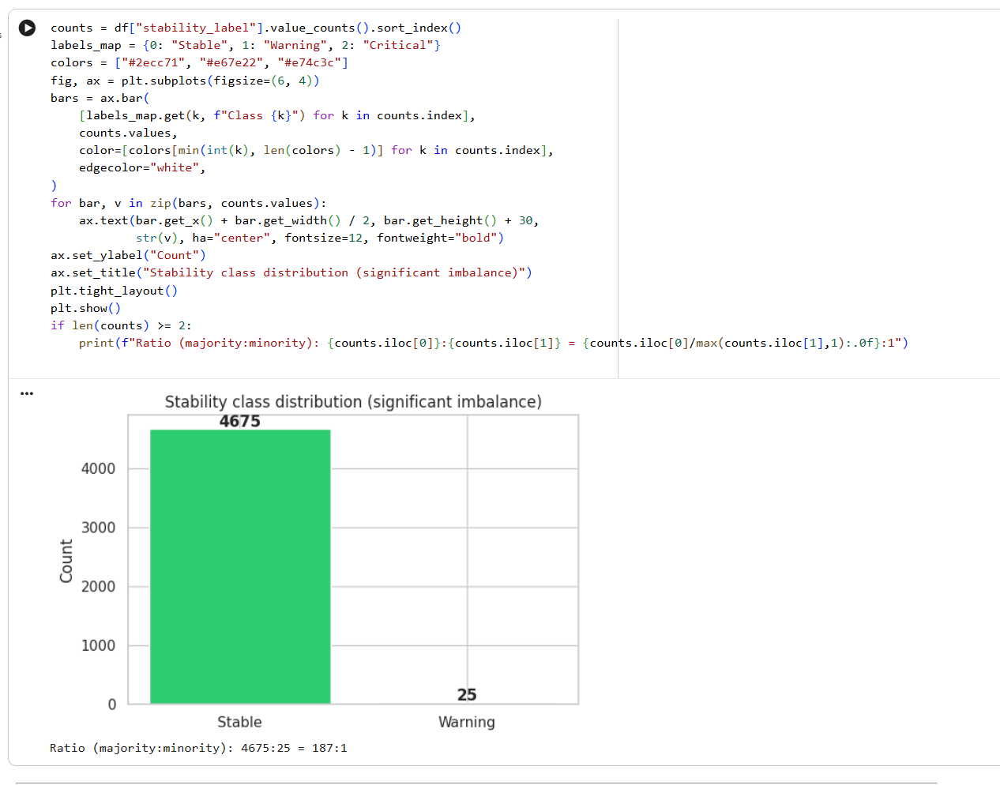 counts = df["stability_label"].value_counts().sort_index()
labels_map = {0: "Stable", 1: "Warning", 2: "Critical"}
colors = ["#2ecc71", "#e67e22", "#e74c3c"]
fig, ax = plt.subplots(figsize=(6, 4))
bars = ax.bar(
    [labels_map.get(k, f"Class {k}") for k in counts.index],
    counts.values,
    color=[colors[min(int(k), len(colors) - 1)] for k in counts.index],
    edgecolor="white",
)
for bar, v in zip(bars, counts.values):
    ax.text(bar.get_x() + bar.get_width() / 2, bar.get_height() + 30,
            str(v), ha="center", fontsize=12, fontweight="bold")
ax.set_ylabel("Count")
ax.set_title("Stability class distribution (significant imbalance)")
plt.tight_layout()
plt.show()
if len(counts) >= 2:
    print(f"Ratio (majority:minority): {counts.iloc[0]}:{counts.iloc[1]} = {counts.iloc[0]/max(counts.iloc[1],1):.0f}:1")
Stability class distribution (significant imbalance)
4675
4000
3000
Count
2000
1000
25
0
Stable Warning
Ratio (majority:minority): 4675:25 = 187:1